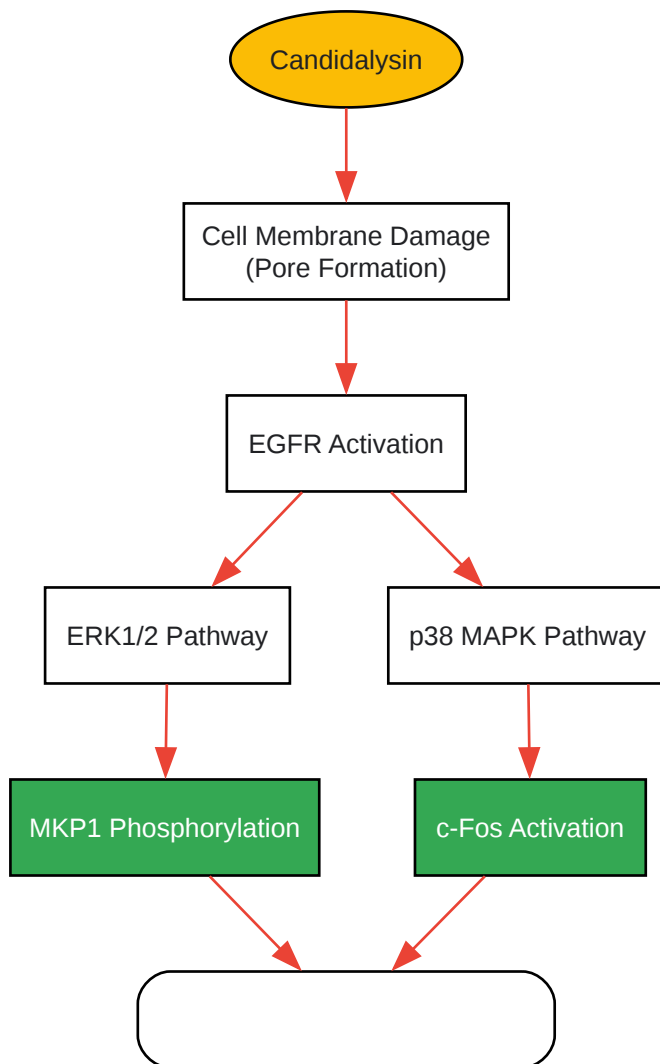 Candidalysin
Cell Membrane Damage
(Pore Formation)
EGFR Activation
ERK1/2 Pathway
p38 MAPK Pathway
MKP1 Phosphorylation
c-Fos Activation